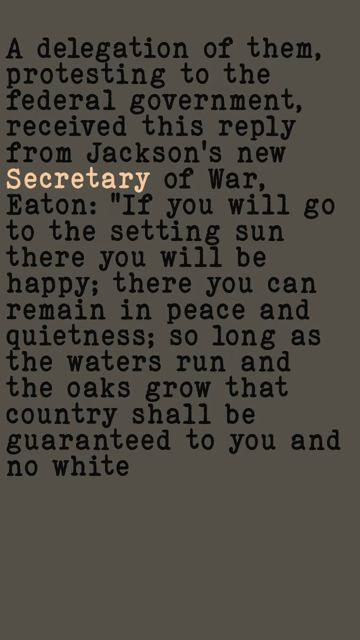 A delegation of them,
protesting to the
federal government,
received this reply
from Jackson's new
Secretary of War,
Eaton: "If you will go
to the setting sun
there you will be
happy; there you can
remain in peace and
quietness; so long as
the waters run and
the oaks grow that
country shall be
guaranteed to you and
no white